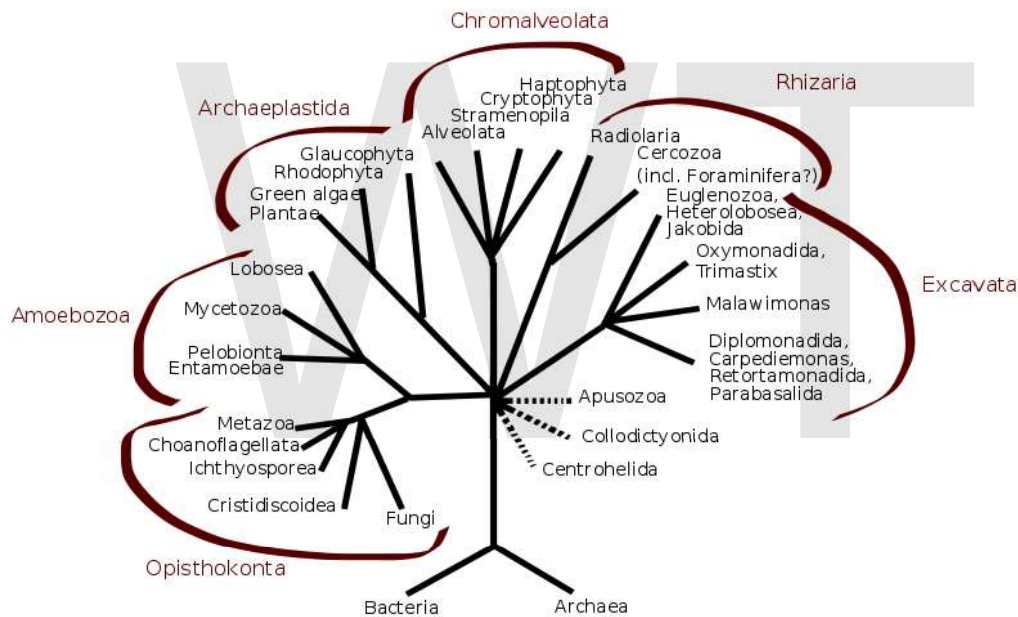 Chromalveolata
Haptophyta
Cryptophyta
Stramenopila
Alveolata
Rhizaria
Radiolaria
Cercozoa
(incl. Foraminifera?)
Archaeplastida
Glaucophyta
Rhodophyta
Green algae
Plantae
Euglenozoa,
Heterolobosea,
Jakobida
Oxymonadida,
Trimastix
Malawimonas
Diplomonadida,
Carpediemonas,
Retortamonadida,
Parabasalida
Excavata
Amoebozoa
Lobosea
Mycetozoa
Pelobionta
Entamoebae
Apusozoa
Collodictyonida
Centrohelida
Metazoa
Choanoflagellata
Ichthyosporea
Cristidiscoidea
Fungi
Opisthokonta
Bacteria
Archaea
WT